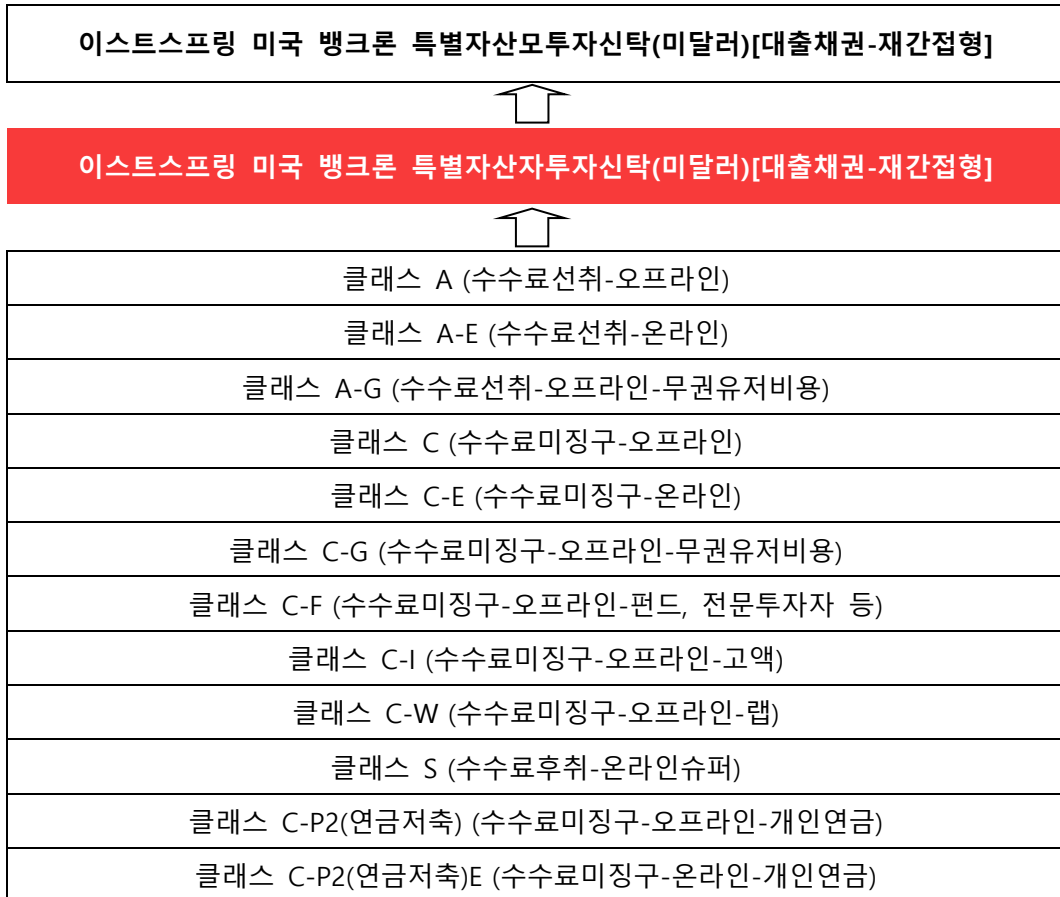 이스트스프링 미국 뱅크론 특별자산모투자신탁(미달러)[대출채권-재간접형]
이스트스프링 미국 뱅크론 특별자산자투자신탁(미달러)[대출채권-재간접형]
클래스 A (수수료선취-오프라인)
클래스 A-E (수수료선취-온라인)
클래스 A-G (수수료선취-오프라인-무권유저비용)
클래스 C (수수료미징구-오프라인)
클래스 C-E (수수료미징구-온라인)
클래스 C-G (수수료미징구-오프라인-무권유저비용)
클래스 C-F (수수료미징구-오프라인-펀드, 전문투자자 등)
클래스 C-I (수수료미징구-오프라인-고액)
클래스 C-W (수수료미징구-오프라인-랩)
클래스 S (수수료후취-온라인슈퍼)
클래스 C-P2(연금저축) (수수료미징구-오프라인-개인연금)
클래스 C-P2(연금저축)E (수수료미징구-온라인-개인연금)